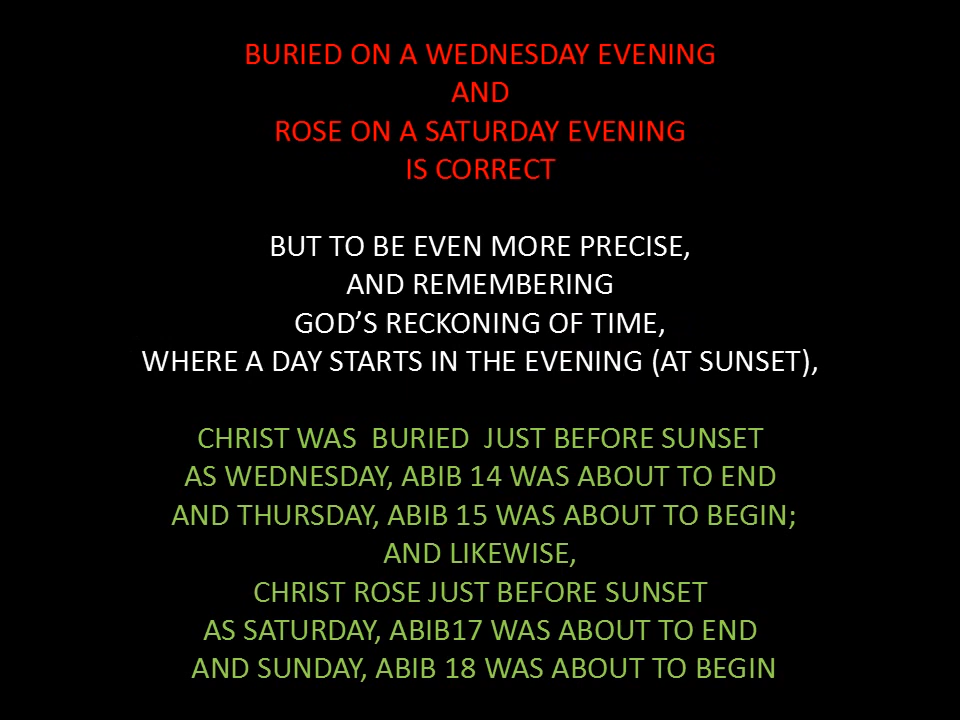 BURIED ON A WEDNESDAY EVENING
AND
ROSE ON A SATURDAY EVENING
IS CORRECT
BUT TO BE EVEN MORE PRECISE,
AND REMEMBERING
GOD’S RECKONING OF TIME,
WHERE A DAY STARTS IN THE EVENING (AT SUNSET),
CHRIST WAS BURIED JUST BEFORE SUNSET
AS WEDNESDAY, ABIB 14 WAS ABOUT TO END
AND THURSDAY, ABIB 15 WAS ABOUT TO BEGIN;
AND LIKEWISE,
CHRIST ROSE JUST BEFORE SUNSET
AS SATURDAY, ABIB17 WAS ABOUT TO END
AND SUNDAY, ABIB 18 WAS ABOUT TO BEGIN